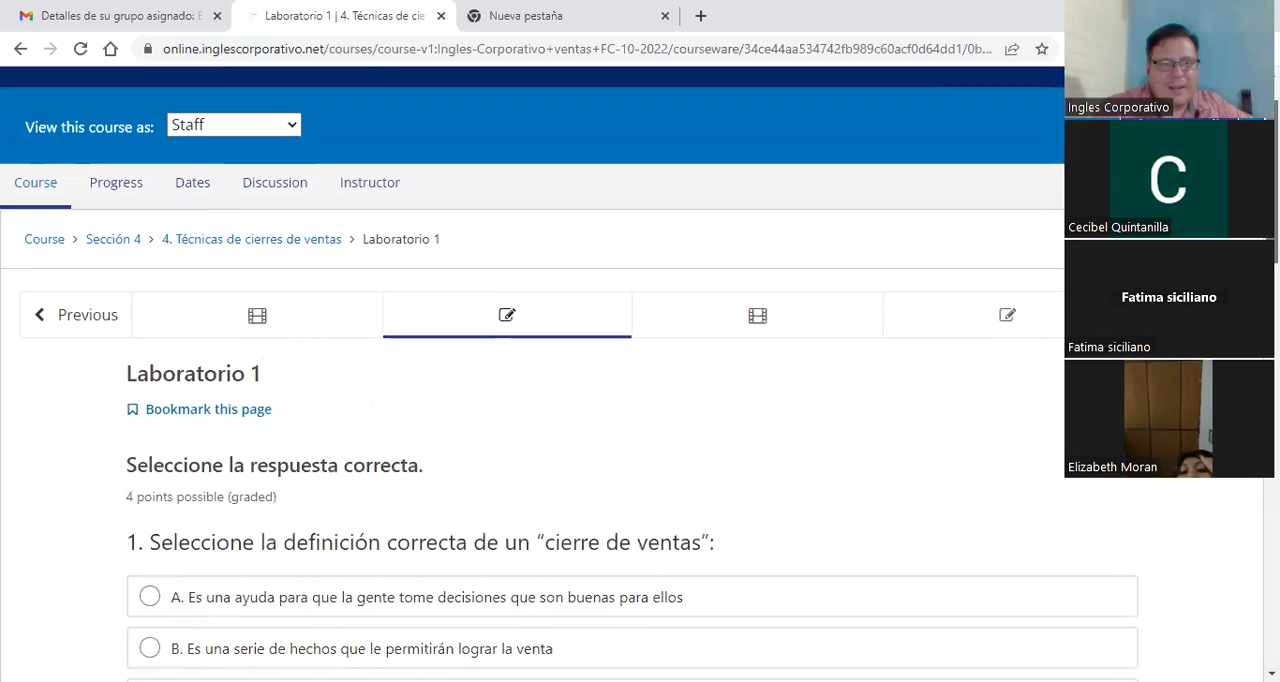 Detalles de su grupo asignado: E
Laboratorio 1 | 4. Técnicas de cie
Nueva pestaña
online.inglescorporativo.net/courses/course-v1:Ingles-Corporativo+ventas+FC-10-2022/courseware/34ce44aa534742fb989c60acf0d64dd1/0b...
View this course as:
Staff
Course
Progress
Dates
Discussion
Instructor
Course > Sección 4 > 4. Técnicas de cierres de ventas > Laboratorio 1
Previous
Laboratorio 1
Bookmark this page
Seleccione la respuesta correcta.
4 points possible (graded)
1. Seleccione la definición correcta de un “cierre de ventas”:
A. Es una ayuda para que la gente tome decisiones que son buenas para ellos
B. Es una serie de hechos que le permitirán lograr la venta
Ingles Corporativo
C
Cecibel Quintanilla
Fatima siciliano
Fatima siciliano
Elizabeth Moran